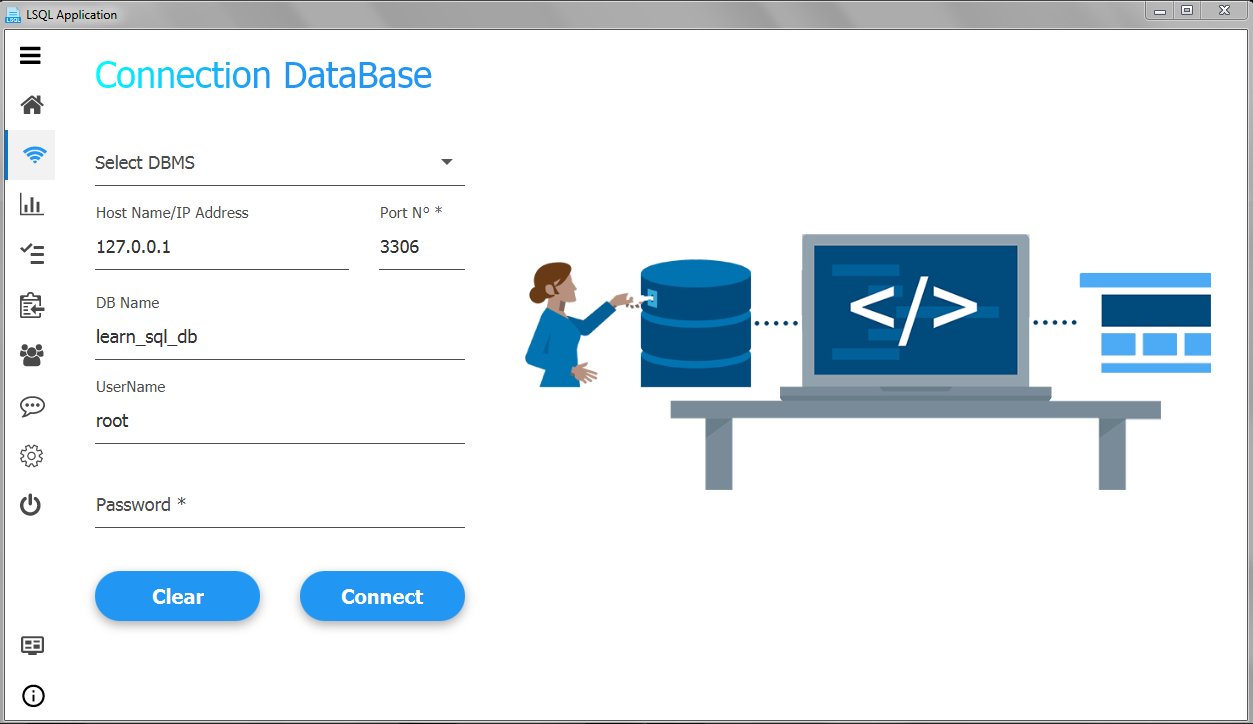 LSQL Application
Connection DataBase
Select DBMS
Host Name/IP Address Port N° *
127.0.0.1 3306
DB Name
learn_sql_db
UserName
root
Password *
Clear Connect
</>